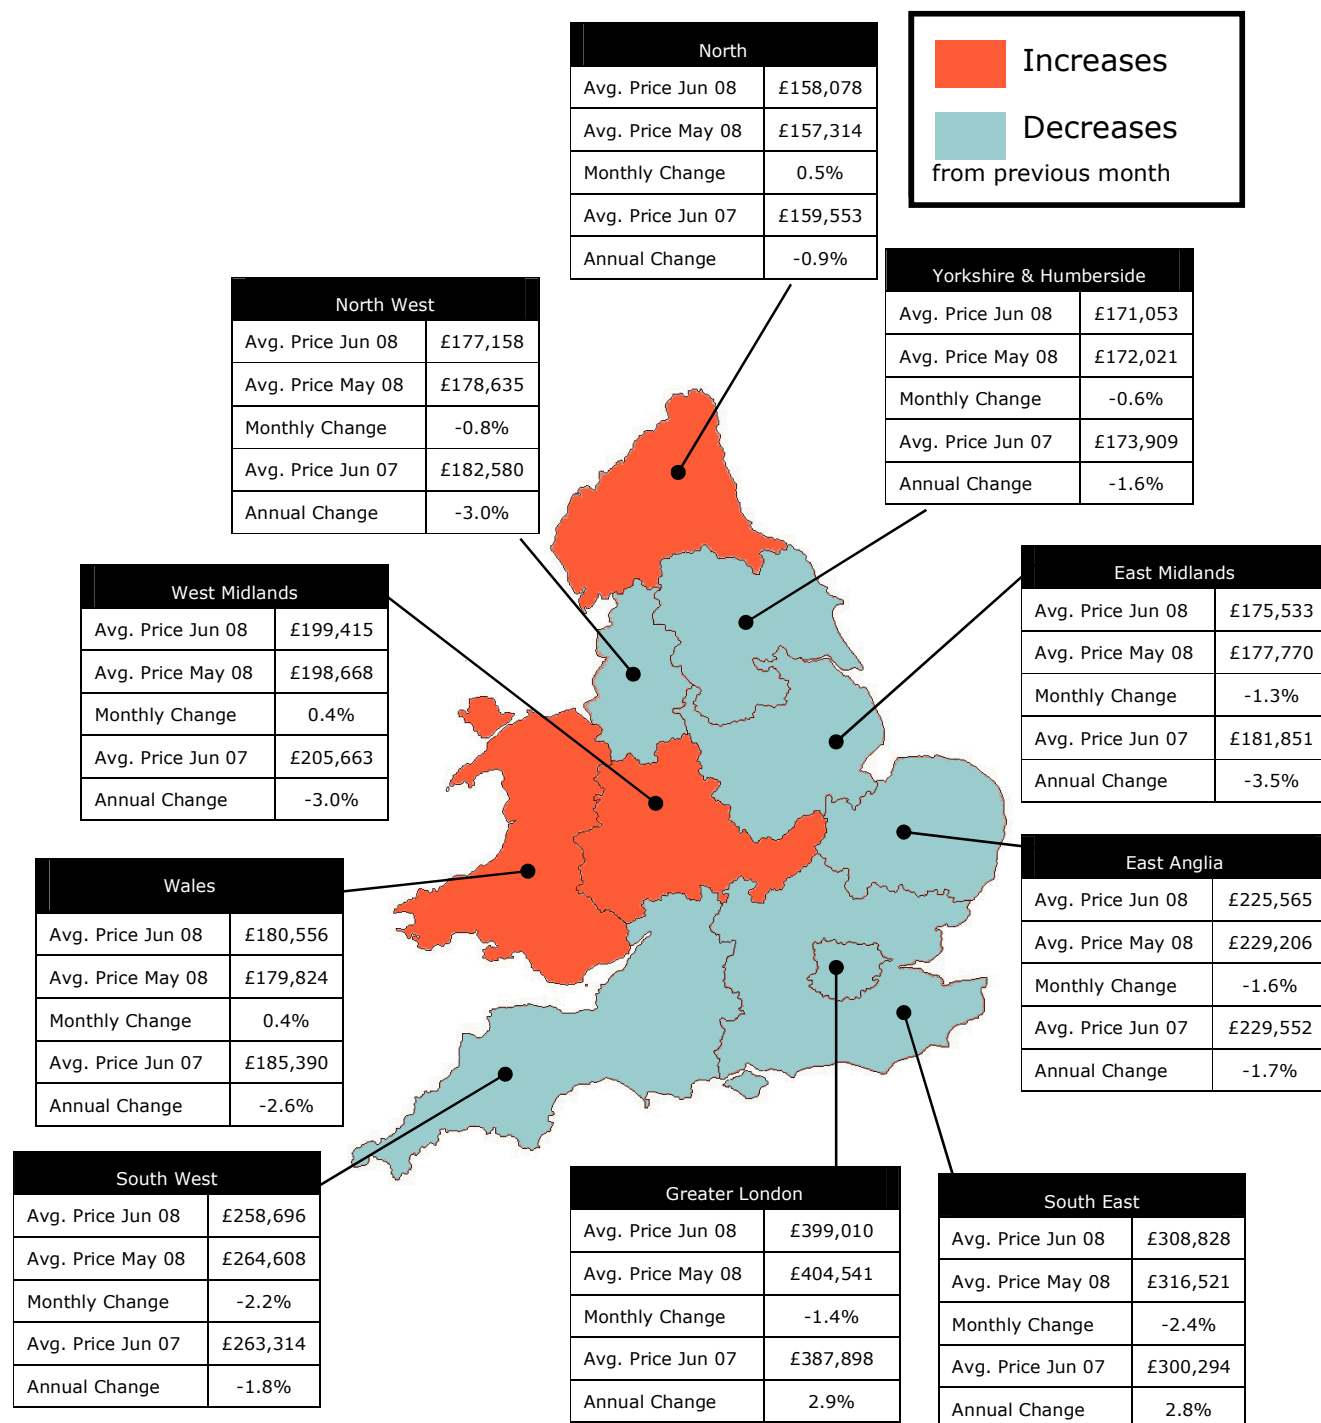 North
Avg. Price Jun 08 £158,078
Avg. Price May 08 £157,314
Monthly Change 0.5%
Avg. Price Jun 07 £159,553
Annual Change -0.9%
Increases
Decreases
from previous month
Yorkshire & Humberside
Avg. Price Jun 08 £171,053
Avg. Price May 08 £172,021
Monthly Change -0.6%
Avg. Price Jun 07 £173,909
Annual Change -1.6%
North West
Avg. Price Jun 08 £177,158
Avg. Price May 08 £178,635
Monthly Change -0.8%
Avg. Price Jun 07 £182,580
Annual Change -3.0%
West Midlands
Avg. Price Jun 08 £199,415
Avg. Price May 08 £198,668
Monthly Change 0.4%
Avg. Price Jun 07 £205,663
Annual Change -3.0%
East Midlands
Avg. Price Jun 08 £175,533
Avg. Price May 08 £177,770
Monthly Change -1.3%
Avg. Price Jun 07 £181,851
Annual Change -3.5%
East Anglia
Avg. Price Jun 08 £225,565
Avg. Price May 08 £229,206
Monthly Change -1.6%
Avg. Price Jun 07 £229,552
Annual Change -1.7%
Wales
Avg. Price Jun 08 £180,556
Avg. Price May 08 £179,824
Monthly Change 0.4%
Avg. Price Jun 07 £185,390
Annual Change -2.6%
South West
Avg. Price Jun 08 £258,696
Avg. Price May 08 £264,608
Monthly Change -2.2%
Avg. Price Jun 07 £263,314
Annual Change -1.8%
Greater London
Avg. Price Jun 08 £399,010
Avg. Price May 08 £404,541
Monthly Change -1.4%
Avg. Price Jun 07 £387,898
Annual Change 2.9%
South East
Avg. Price Jun 08 £308,828
Avg. Price May 08 £316,521
Monthly Change -2.4%
Avg. Price Jun 07 £300,294
Annual Change 2.8%